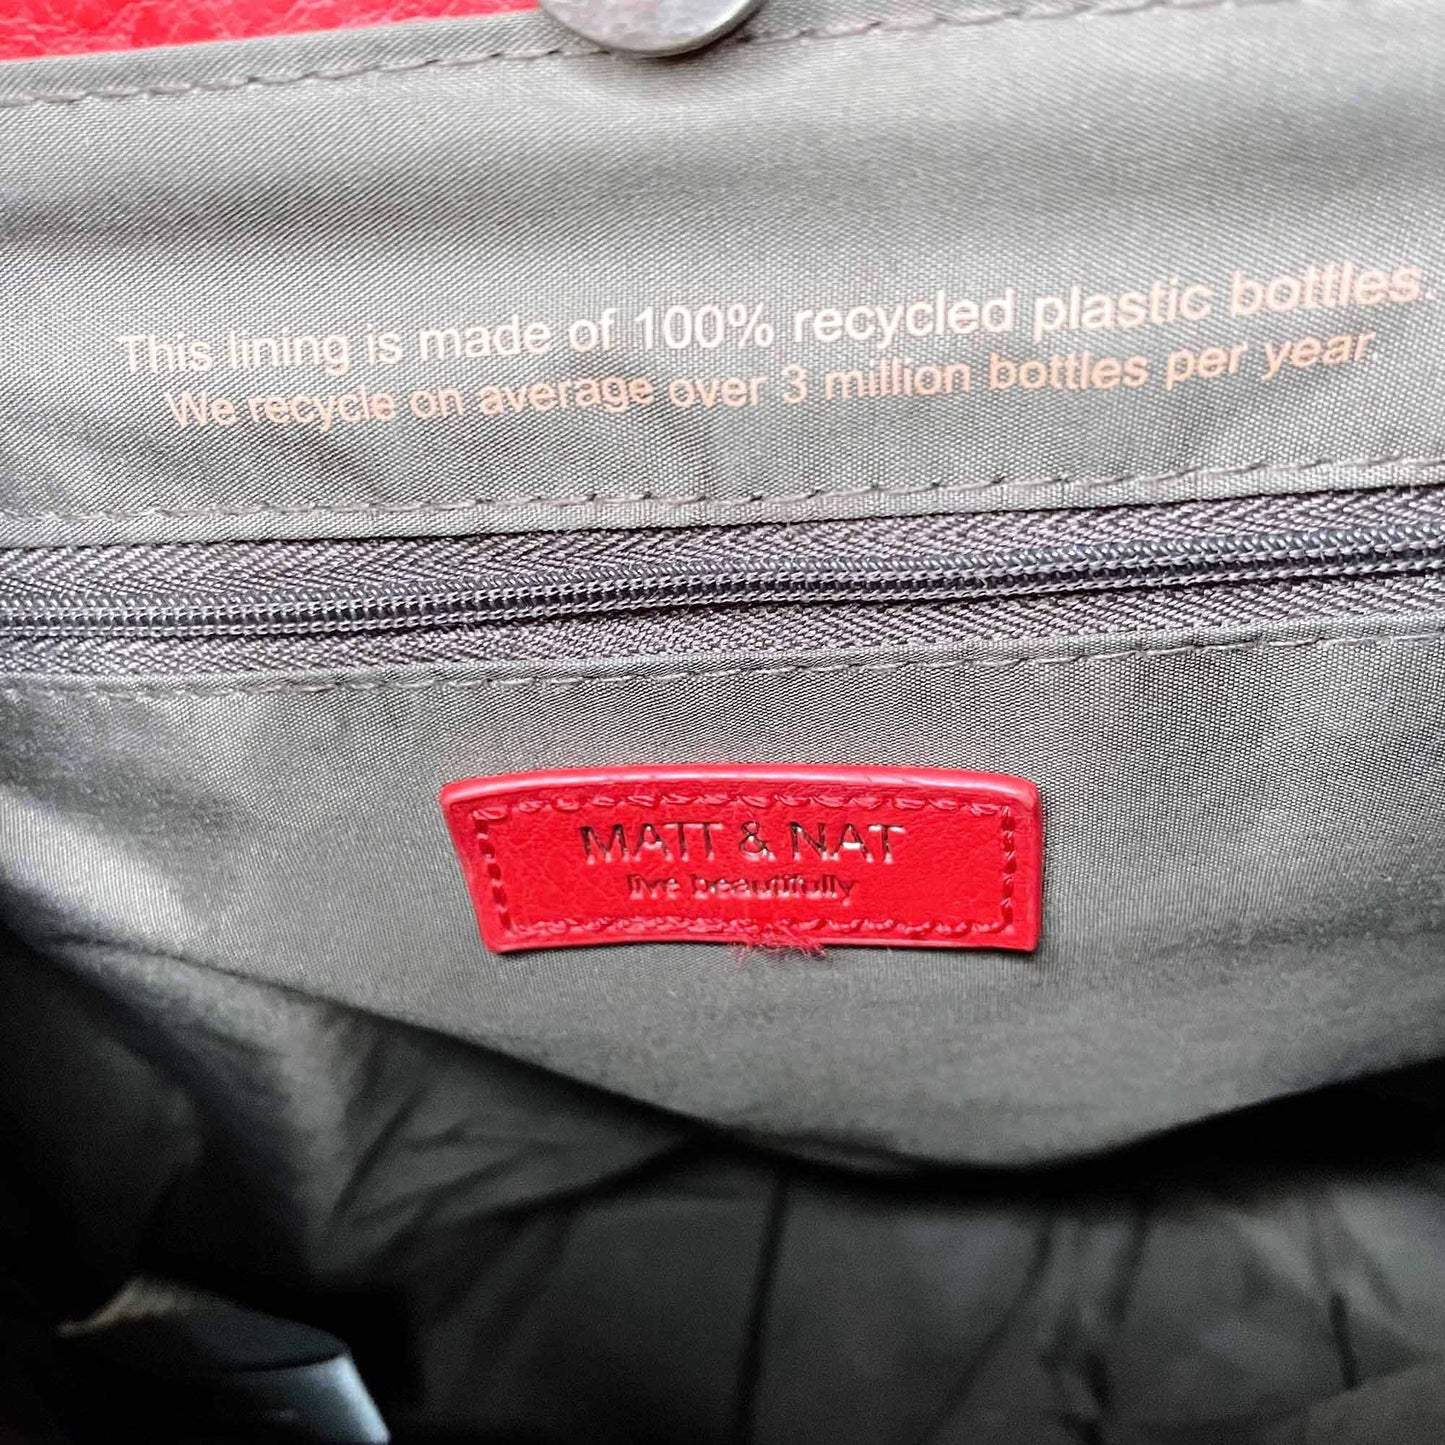 This lining is made of 100% recycled plastic bottles.
We recycle on average over 3 million bottles per year.
MATT & NAT
live beautifully